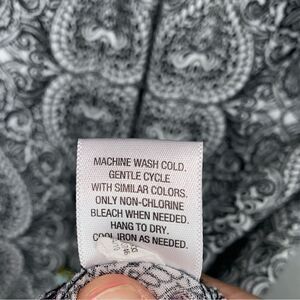 MACHINE WASH COLD.
GENTLE CYCLE
WITH SIMILAR COLORS.
ONLY NON-CHLORINE
BLEACH WHEN NEEDED.
HANG TO DRY.
COOL IRON AS NEEDED.